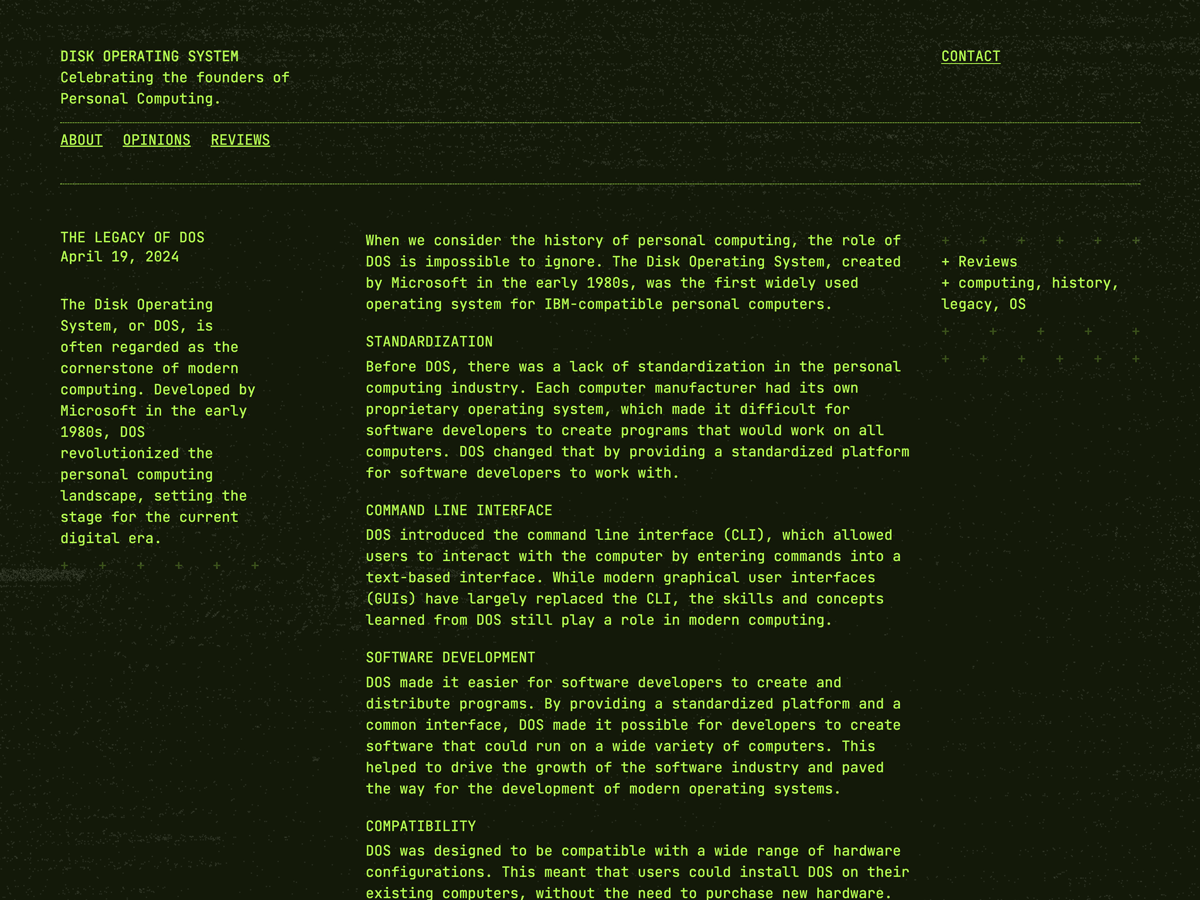 DISK OPERATING SYSTEM
Celebrating the founders of
Personal Computing.
CONTACT
ABOUT OPINIONS REVIEWS
THE LEGACY OF DOS
April 19, 2024
The Disk Operating
System, or DOS, is
often regarded as the
cornerstone of modern
computing. Developed by
Microsoft in the early
1980s, DOS
revolutionized the
personal computing
landscape, setting the
stage for the current
digital era.
+ + + + + +
When we consider the history of personal computing, the role of
DOS is impossible to ignore. The Disk Operating System, created
by Microsoft in the early 1980s, was the first widely used
operating system for IBM-compatible personal computers.
STANDARDIZATION
Before DOS, there was a lack of standardization in the personal
computing industry. Each computer manufacturer had its own
proprietary operating system, which made it difficult for
software developers to create programs that would work on all
computers. DOS changed that by providing a standardized platform
for software developers to work with.
COMMAND LINE INTERFACE
DOS introduced the command line interface (CLI), which allowed
users to interact with the computer by entering commands into a
text-based interface. While modern graphical user interfaces
(GUIs) have largely replaced the CLI, the skills and concepts
learned from DOS still play a role in modern computing.
SOFTWARE DEVELOPMENT
DOS made it easier for software developers to create and
distribute programs. By providing a standardized platform and a
common interface, DOS made it possible for developers to create
software that could run on a wide variety of computers. This
helped to drive the growth of the software industry and paved
the way for the development of modern operating systems.
COMPATIBILITY
DOS was designed to be compatible with a wide range of hardware
configurations. This meant that users could install DOS on their
existing computers, without the need to purchase new hardware.
+ + + + + +
+ Reviews
+ computing, history,
legacy, OS
+ + + + +
+ + + + + +